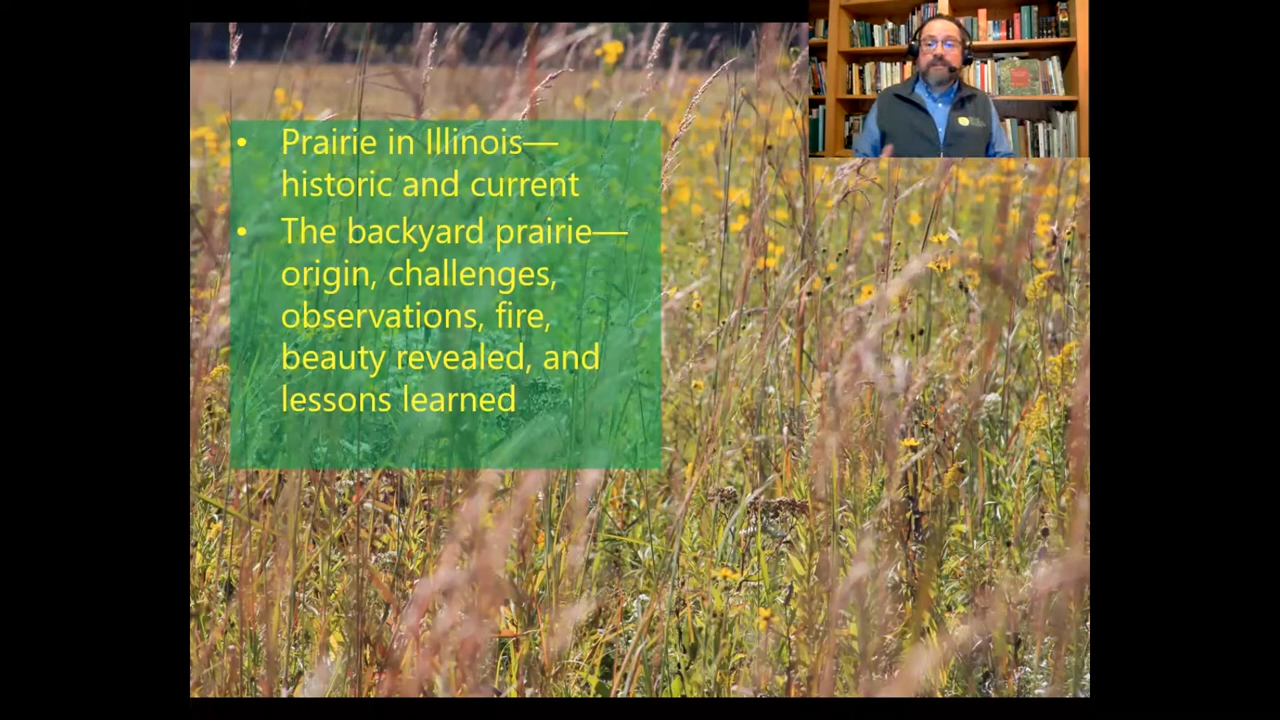 • Prairie in Illinois—
historic and current
• The backyard prairie—
origin, challenges,
observations, fire,
beauty revealed, and
lessons learned